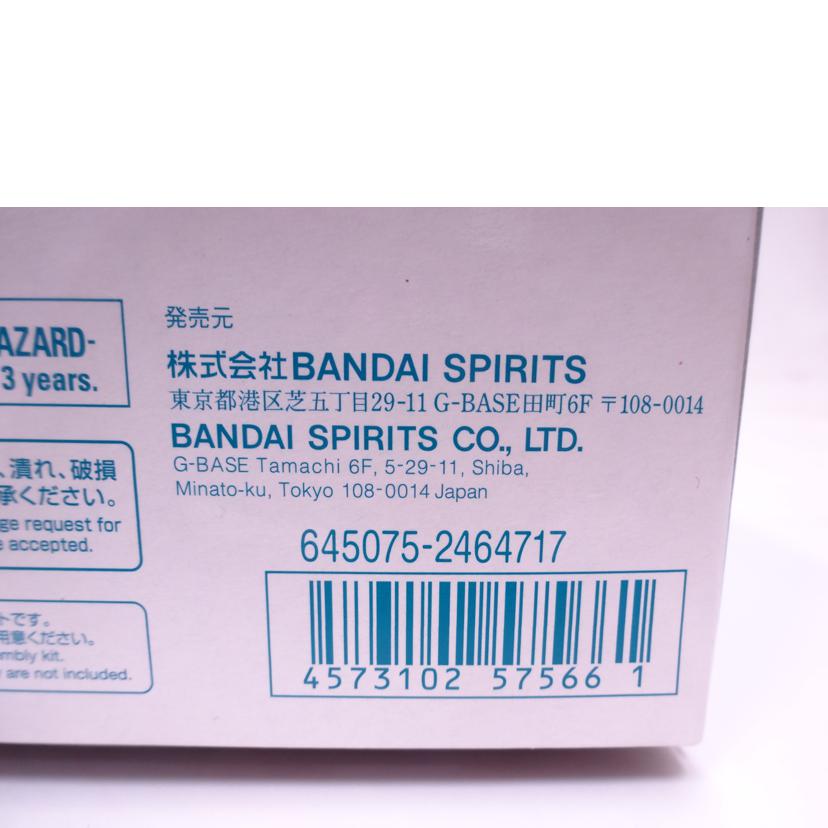 AZARD-
3 years.
、潰れ、破損
承ください。
ge request for
e accepted.
トです。
用意ください。
mbly kit.
are not included.
発売元
株式会社BANDAI SPIRITS
東京都港区芝五丁目29-11 G-BASE田町6F 〒108-0014
BANDAI SPIRITS CO., LTD.
G-BASE Tamachi 6F, 5-29-11, Shiba,
Minato-ku, Tokyo 108-0014 Japan
645075-2464717
4573102 57566 1